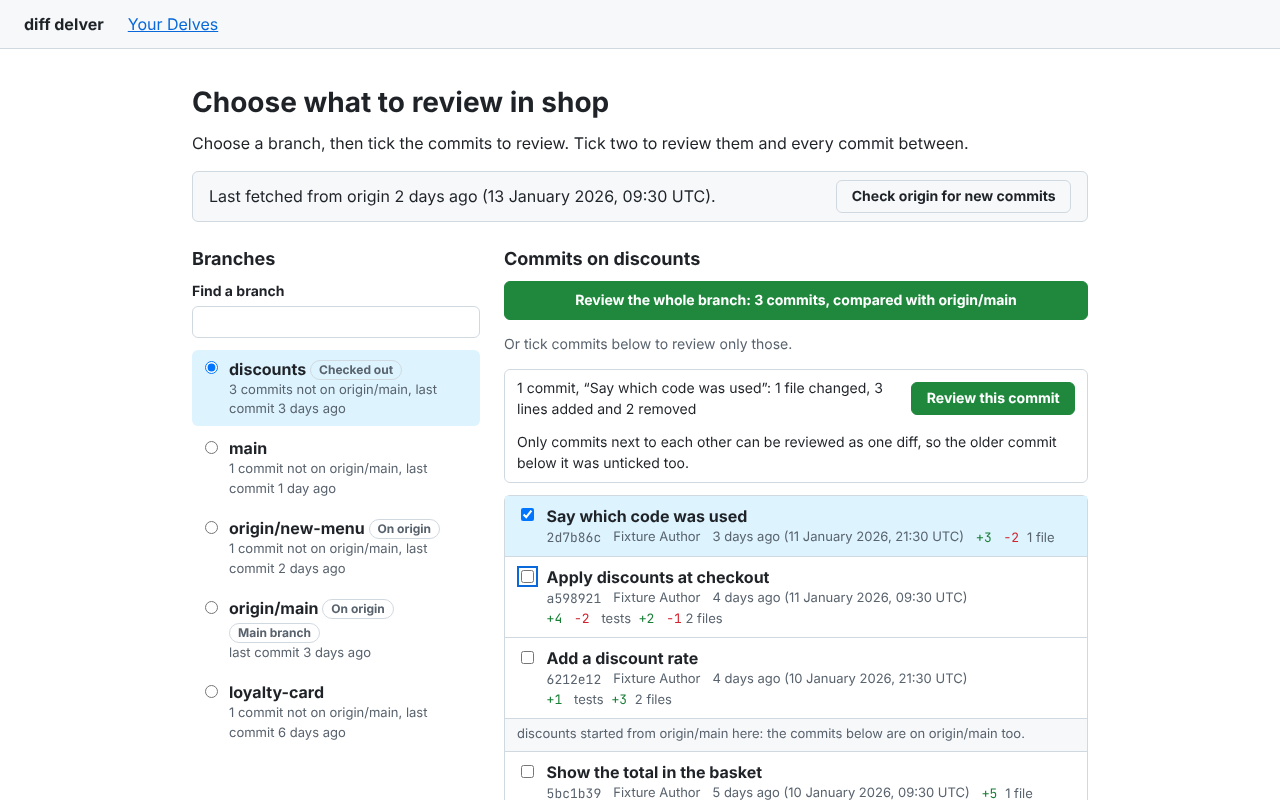 diff delver
Your Delves
Choose what to review in shop
Choose a branch, then tick the commits to review. Tick two to review them and every commit between.
Last fetched from origin 2 days ago (13 January 2026, 09:30 UTC).
Check origin for new commits
Branches
Find a branch
discounts Checked out
3 commits not on origin/main, last
commit 3 days ago
main
1 commit not on origin/main, last
commit 1 day ago
origin/new-menu On origin
1 commit not on origin/main, last
commit 2 days ago
origin/main On origin
Main branch
last commit 3 days ago
loyalty-card
1 commit not on origin/main, last
commit 6 days ago
Commits on discounts
Review the whole branch: 3 commits, compared with origin/main
Or tick commits below to review only those.
1 commit, “Say which code was used”: 1 file changed, 3
lines added and 2 removed
Review this commit
Only commits next to each other can be reviewed as one diff, so the older commit
below it was unticked too.
Say which code was used
2d7b86c Fixture Author 3 days ago (11 January 2026, 21:30 UTC) +3 -2 1 file
Apply discounts at checkout
a598921 Fixture Author 4 days ago (11 January 2026, 09:30 UTC)
+4 -2 tests +2 -1 2 files
Add a discount rate
6212e12 Fixture Author 4 days ago (10 January 2026, 21:30 UTC)
+1 tests +3 2 files
discounts started from origin/main here: the commits below are on origin/main too.
Show the total in the basket
5bc1b39 Fixture Author 5 days ago (10 January 2026, 09:30 UTC) +5 1 file